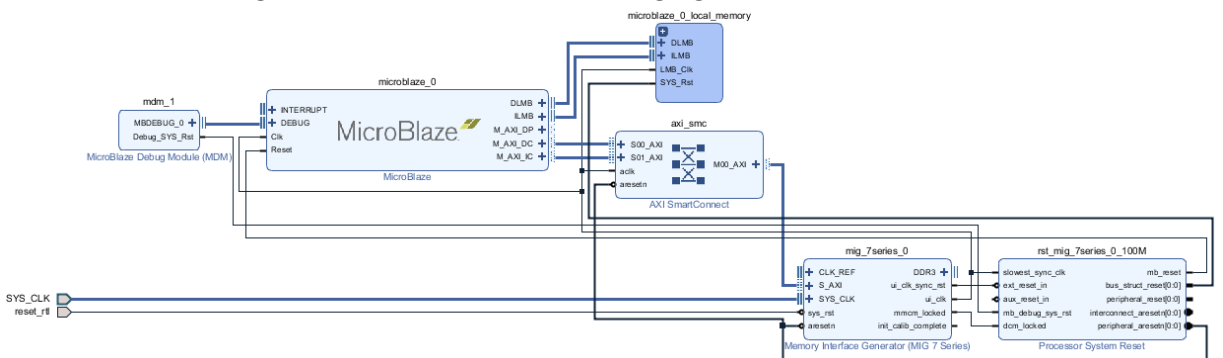 microblaze_0_local_memory
DLMB
ILMB
LMB_Clk
SYS_Rst
microblaze_0
INTERRUPT
DEBUG
Clk
Reset
MicroBlaze
DLMB
ILMB
M_AXI_DP
M_AXI_DC
M_AXI_IC
MicroBlaze
mdm_1
MBDEBUG_0
Debug_SYS_Rst
MicroBlaze Debug Module (MDM)
axi_smc
S00_AXI
S01_AXI
aclk
aresetn
M00_AXI
AXI SmartConnect
SYS_CLK
reset_rtl
mig_7series_0
CLK_REF
S_AXI
SYS_CLK
sys_rst
aresetn
DDR3
ui_clk_sync_rst
ui_clk
mmcm_locked
init_calib_complete
Memory Interface Generator (MIG 7 Series)
rst_mig_7series_0_100M
slowest_sync_clk
ext_reset_in
aux_reset_in
mb_debug_sys_rst
dcm_locked
mb_reset
bus_struct_reset[0:0]
peripheral_reset[0:0]
interconnect_aresetn[0:0]
peripheral_aresetn[0:0]
Processor System Reset